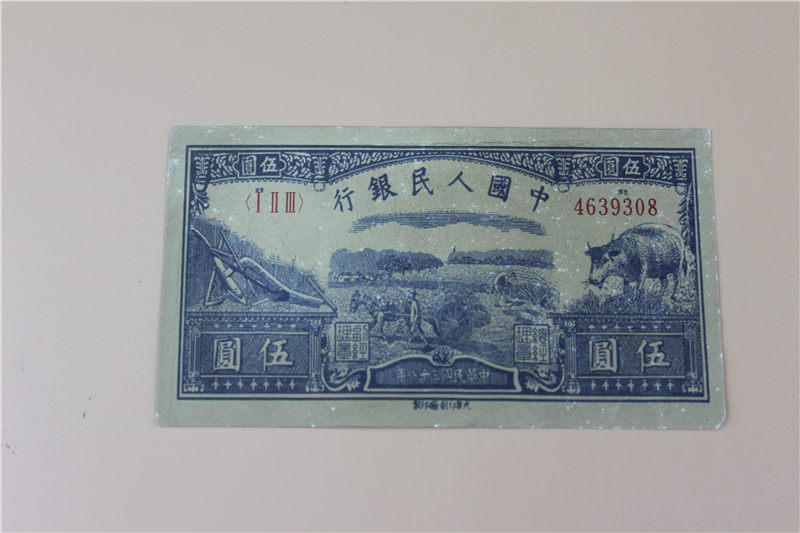 伍圓
伍圓
中國人民銀行
〈Ⅰ Ⅱ Ⅲ〉
4639308
伍圓
伍圓
中華民國三十八年